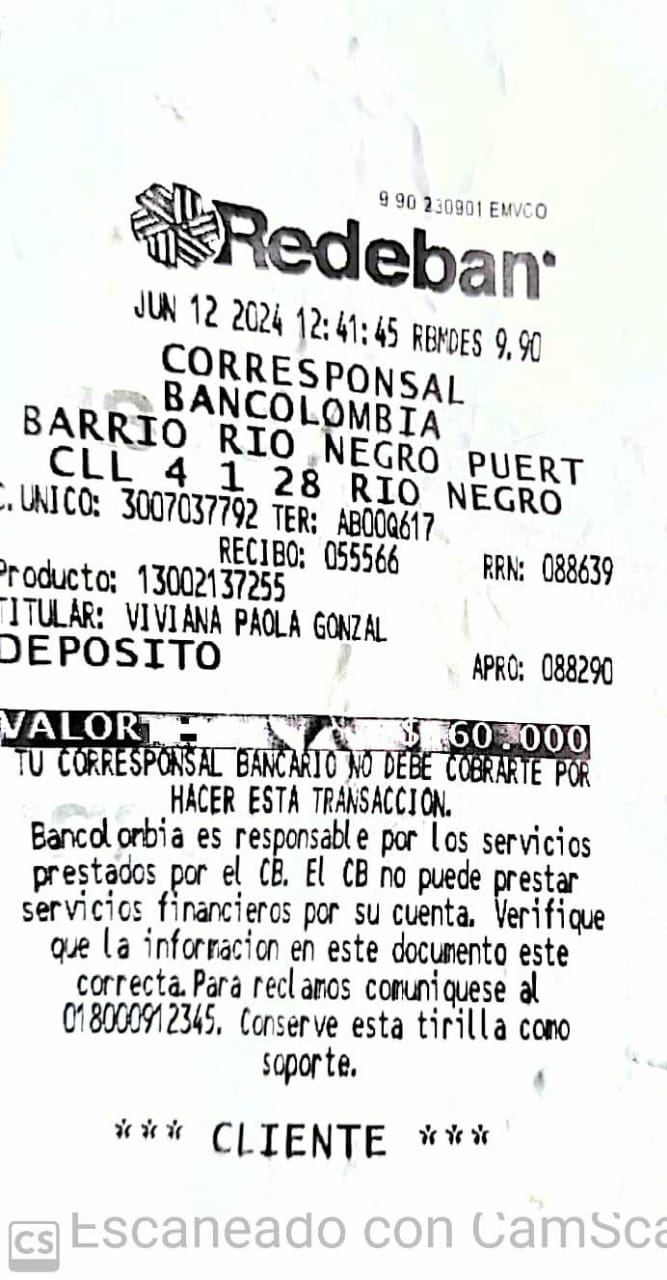 9 90 230901 EMVCO
Redeban
JUN 12 2024 12:41:45 RBMDES 9.90
CORRESPONSAL
BANCOLOMBIA
BARRIO RIO NEGRO PUERT
CLL 4 1 28 RIO NEGRO
C.UNICO: 3007037792 TER: AB00Q617
RECIBO: 055566 RRN: 088639
Producto: 13002137255
TITULAR: VIVIANA PAOLA GONZAL
DEPOSITO APRO: 088290
VALOR $ 60.000
TU CORRESPONSAL BANCARIO NO DEBE COBRARTE POR
HACER ESTA TRANSACCION.
Bancolombia es responsable por los servicios
prestados por el CB. El CB no puede prestar
servicios financieros por su cuenta. Verifique
que la informacion en este documento este
correcta. Para reclamos comuniquese al
018000912345. Conserve esta tirilla como
soporte.
*** CLIENTE ***
CS Escaneado con CamSca